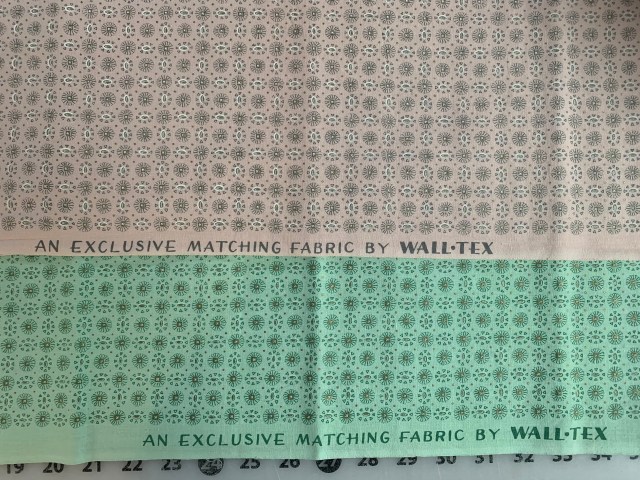 AN EXCLUSIVE MATCHING FABRIC BY WALL·TEX
AN EXCLUSIVE MATCHING FABRIC BY WALL·TEX
19 20 21 22 23 24 25 26 27 28 29 30 31 32 33 34